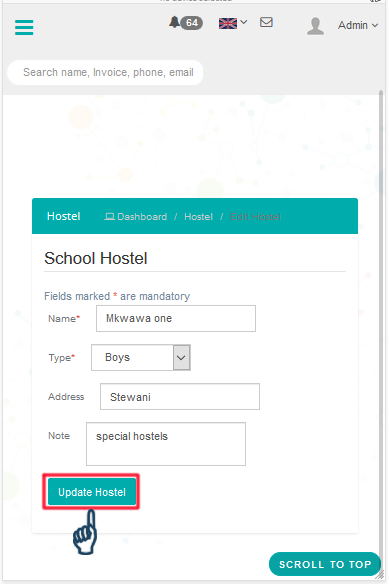 64
Admin
Search name, Invoice, phone, email
Hostel
Dashboard / Hostel /
School Hostel
Fields marked * are mandatory
Name* Mkwawa one
Type* Boys
Address Stewani
Note special hostels
Update Hostel
SCROLL TO TOP